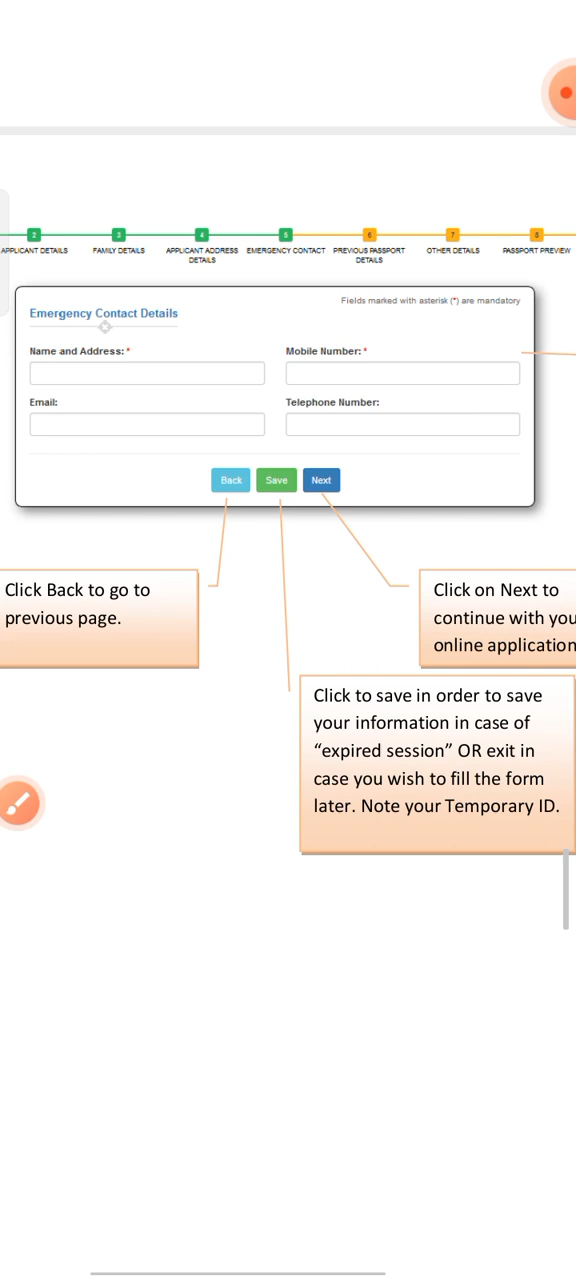 2 3 4 5 6 7 8
APPLICANT DETAILS FAMILY DETAILS APPLICANT ADDRESS DETAILS EMERGENCY CONTACT PREVIOUS PASSPORT DETAILS OTHER DETAILS PASSPORT PREVIEW
Fields marked with asterisk (*) are mandatory
Emergency Contact Details
Name and Address: * Mobile Number: *
Email: Telephone Number:
Back Save Next
Click Back to go to
previous page.
Click on Next to
continue with you
online application
Click to save in order to save
your information in case of
“expired session” OR exit in
case you wish to fill the form
later. Note your Temporary ID.